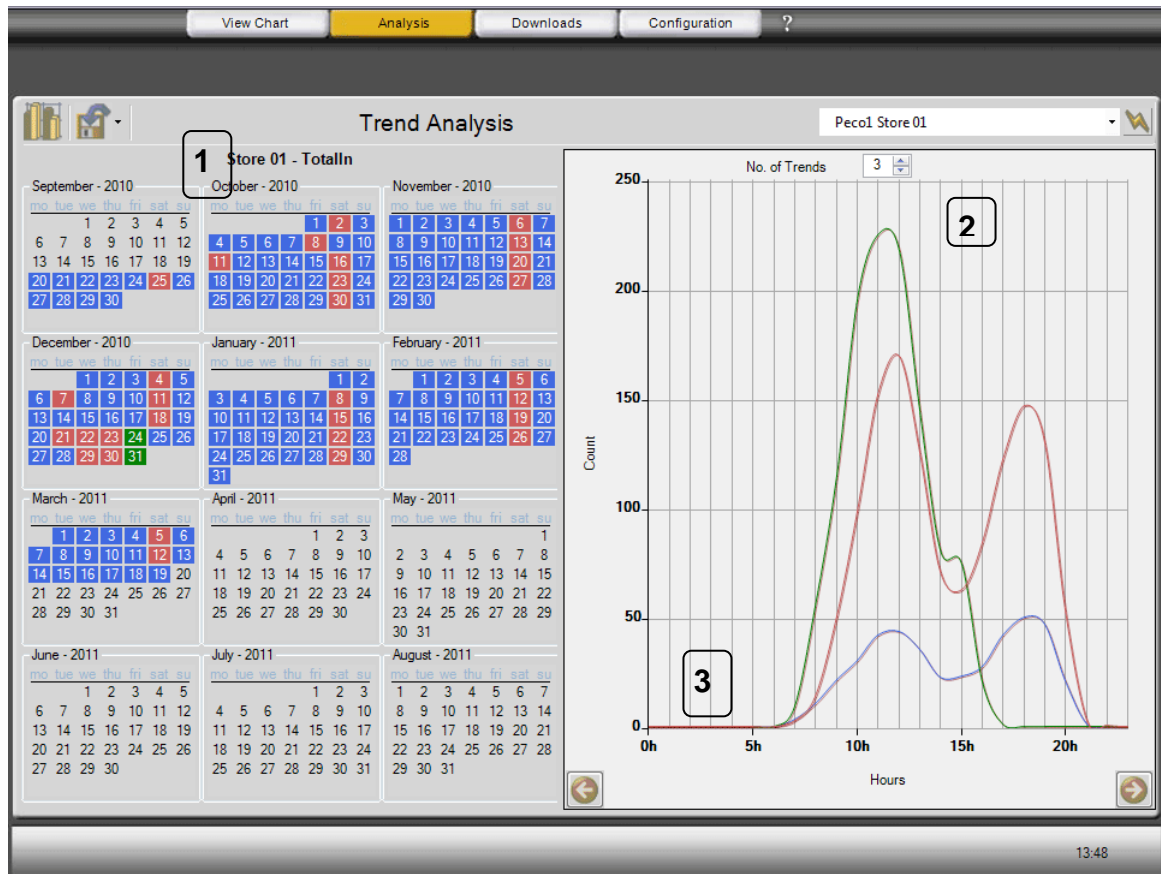 View Chart
Analysis
Downloads
Configuration
?
Trend Analysis
Peco1 Store 01
1
Store 01 - TotalIn
September - 2010
mo tue we thu fri sat su
1 2 3 4 5
6 7 8 9 10 11 12
13 14 15 16 17 18 19
20 21 22 23 24 25 26
27 28 29 30
October - 2010
mo tue we thu fri sat su
1 2 3
4 5 6 7 8 9 10
11 12 13 14 15 16 17
18 19 20 21 22 23 24
25 26 27 28 29 30 31
November - 2010
mo tue we thu fri sat su
1 2 3 4 5 6 7
8 9 10 11 12 13 14
15 16 17 18 19 20 21
22 23 24 25 26 27 28
29 30
December - 2010
mo tue we thu fri sat su
1 2 3 4 5
6 7 8 9 10 11 12
13 14 15 16 17 18 19
20 21 22 23 24 25 26
27 28 29 30 31
January - 2011
mo tue we thu fri sat su
1 2
3 4 5 6 7 8 9
10 11 12 13 14 15 16
17 18 19 20 21 22 23
24 25 26 27 28 29 30
31
February - 2011
mo tue we thu fri sat su
1 2 3 4 5 6
7 8 9 10 11 12 13
14 15 16 17 18 19 20
21 22 23 24 25 26 27
28
March - 2011
mo tue we thu fri sat su
1 2 3 4 5 6
7 8 9 10 11 12 13
14 15 16 17 18 19 20
21 22 23 24 25 26 27
28 29 30 31
April - 2011
mo tue we thu fri sat su
1 2 3
4 5 6 7 8 9 10
11 12 13 14 15 16 17
18 19 20 21 22 23 24
25 26 27 28 29 30
May - 2011
mo tue we thu fri sat su
1
2 3 4 5 6 7 8
9 10 11 12 13 14 15
16 17 18 19 20 21 22
23 24 25 26 27 28 29
30 31
June - 2011
mo tue we thu fri sat su
1 2 3 4 5
6 7 8 9 10 11 12
13 14 15 16 17 18 19
20 21 22 23 24 25 26
27 28 29 30
July - 2011
mo tue we thu fri sat su
1 2 3
4 5 6 7 8 9 10
11 12 13 14 15 16 17
18 19 20 21 22 23 24
25 26 27 28 29 30 31
August - 2011
mo tue we thu fri sat su
1 2 3 4 5 6 7
8 9 10 11 12 13 14
15 16 17 18 19 20 21
22 23 24 25 26 27 28
29 30 31
No. of Trends 3
2
250
200
150
100
50
0
Count
3
0h 5h 10h 15h 20h
Hours
13:48